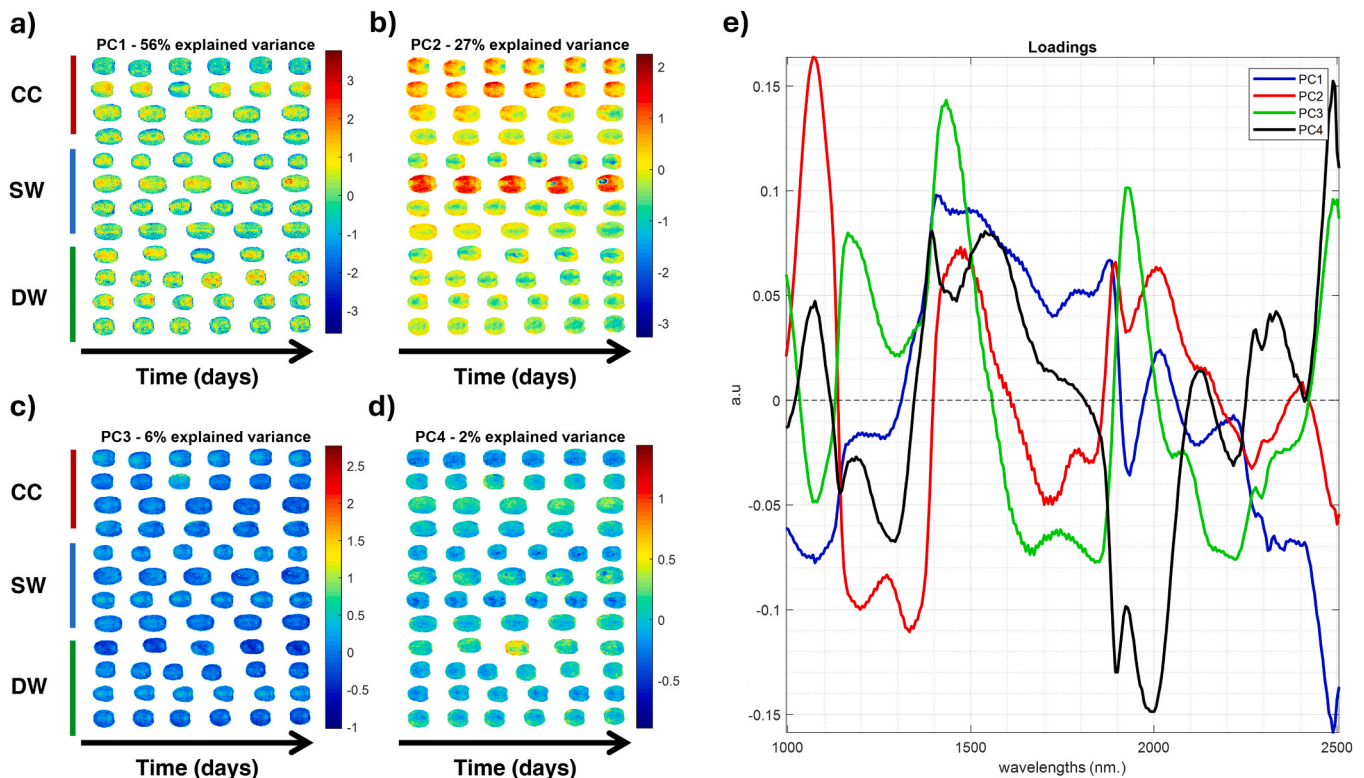 a)
PC1 - 56% explained variance
CC
SW
DW
3
2
1
0
-1
-2
-3
Time (days)
b)
PC2 - 27% explained variance
2
1
0
-1
-2
-3
Time (days)
c)
PC3 - 6% explained variance
CC
SW
DW
2.5
2
1.5
1
0.5
0
-0.5
-1
Time (days)
d)
PC4 - 2% explained variance
1
0.5
0
-0.5
Time (days)
e)
Loadings
PC1
PC2
PC3
PC4
0.15
0.1
0.05
0
-0.05
-0.1
-0.15
a.u
1000 1500 2000 2500
wavelengths (nm.)